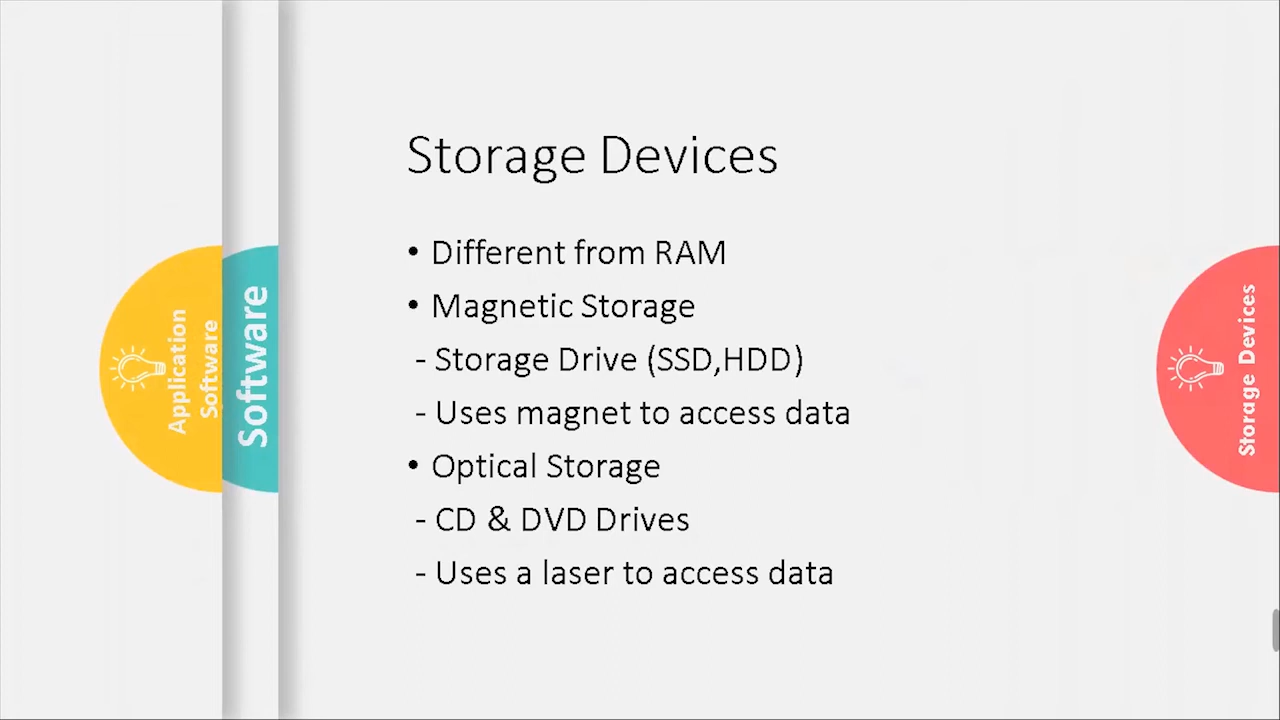 Application
Software
Software
Storage Devices
• Different from RAM
• Magnetic Storage
- Storage Drive (SSD,HDD)
- Uses magnet to access data
• Optical Storage
- CD & DVD Drives
- Uses a laser to access data
Storage Devices